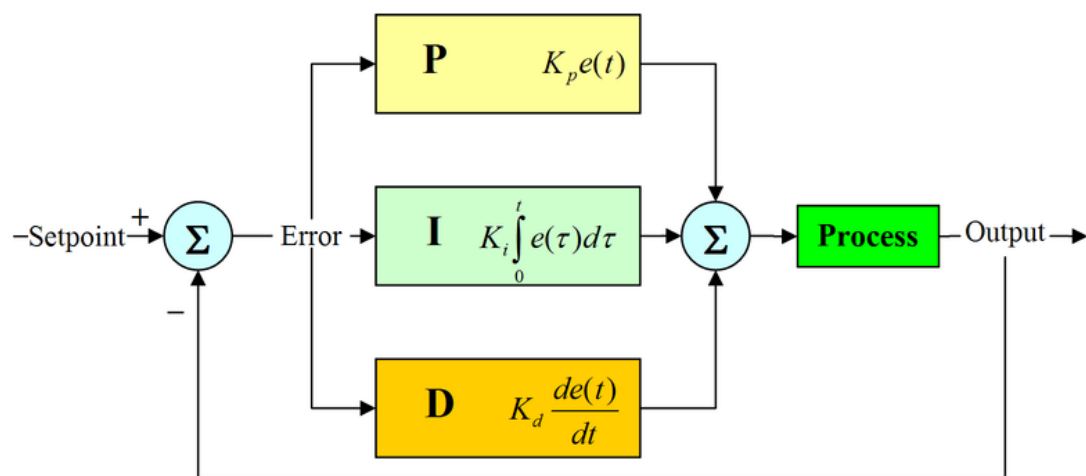 P K_p e(t)
–Setpoint + Σ Error I K_i ∫_0^t e(τ)dτ Σ Process Output
–
D K_d de(t)/dt